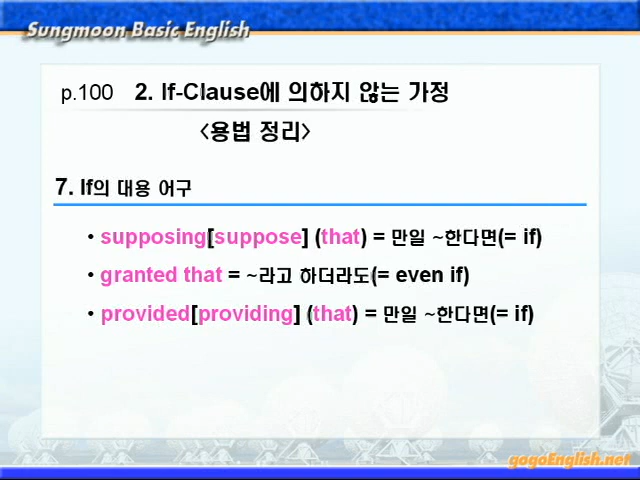 Sungmoon Basic English
p.100 2. If-Clause에 의하지 않는 가정
<용법 정리>
7. If의 대용 어구
• supposing[suppose] (that) = 만일 ~한다면(= if)
• granted that = ~라고 하더라도(= even if)
• provided[providing] (that) = 만일 ~한다면(= if)
gogoEnglish.net